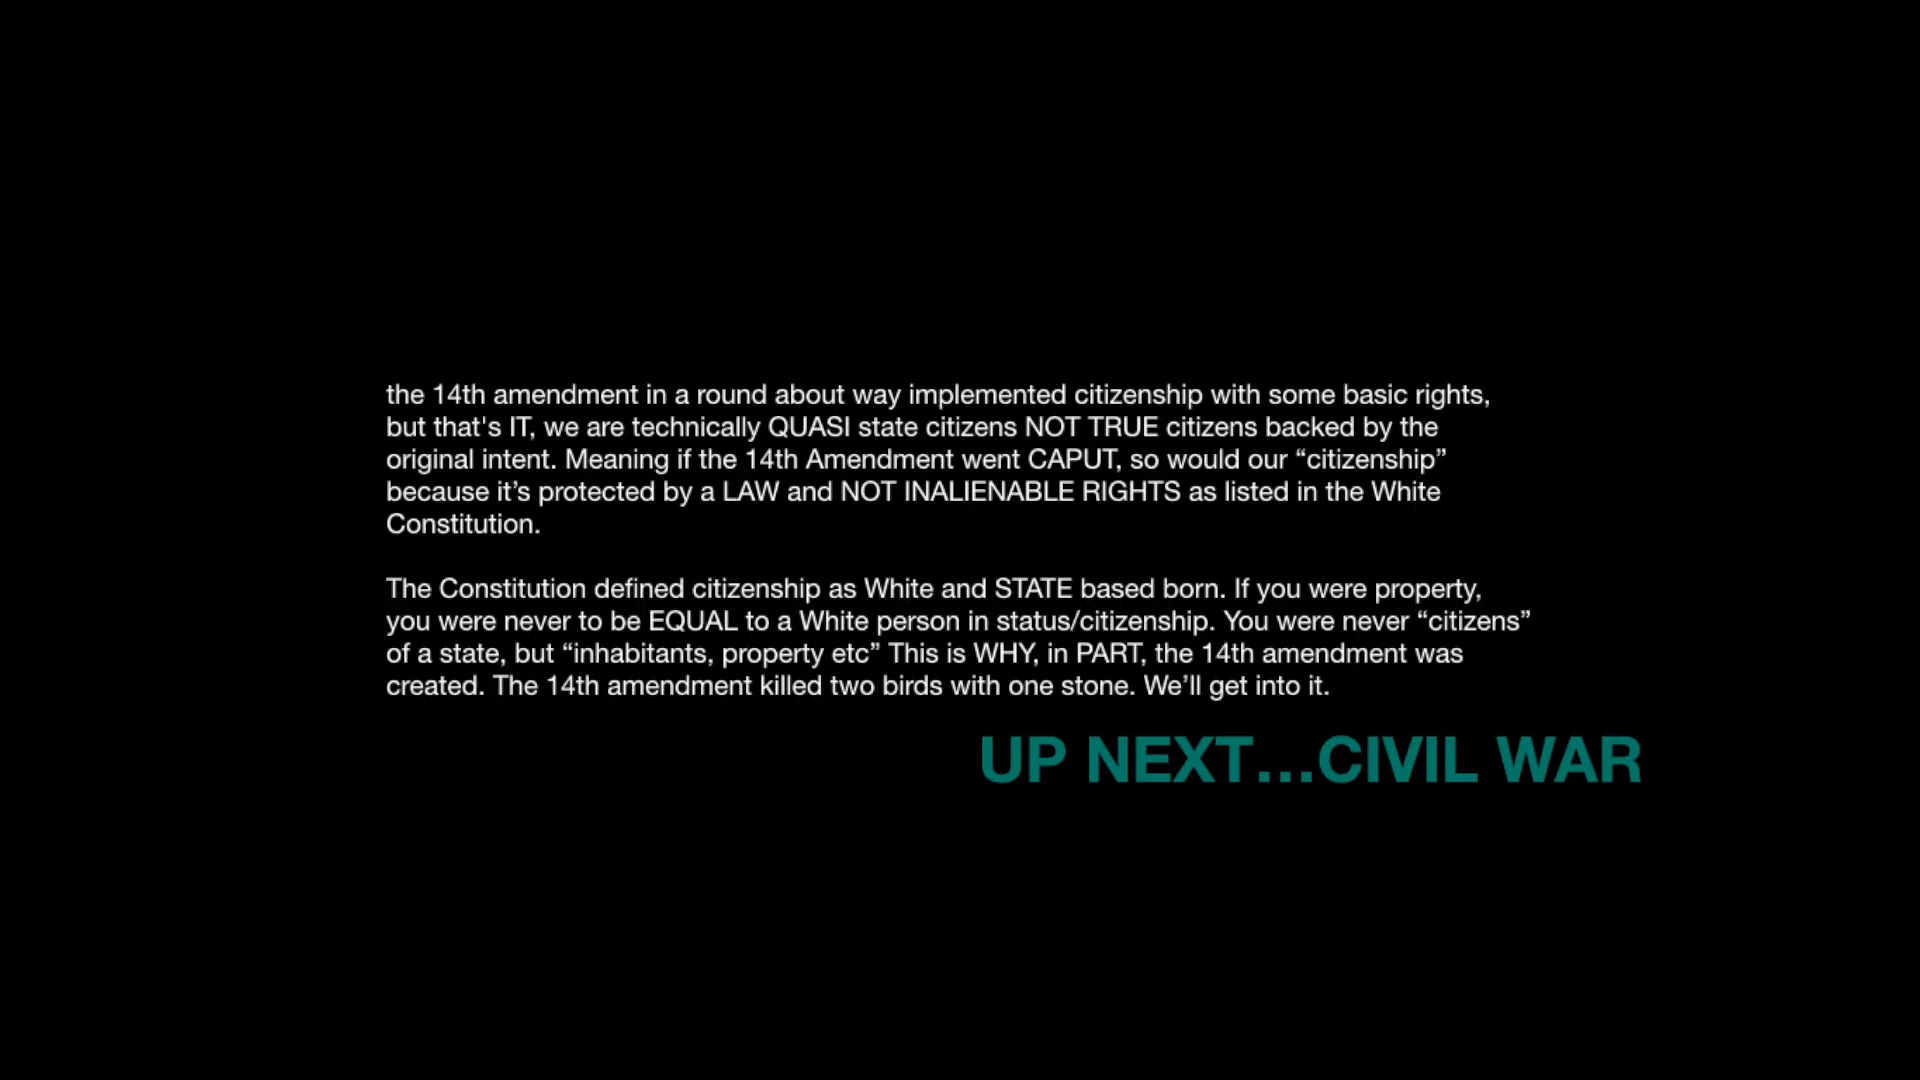 the 14th amendment in a round about way implemented citizenship with some basic rights,
but that's IT, we are technically QUASI state citizens NOT TRUE citizens backed by the
original intent. Meaning if the 14th Amendment went CAPUT, so would our “citizenship”
because it’s protected by a LAW and NOT INALIENABLE RIGHTS as listed in the White
Constitution.
The Constitution defined citizenship as White and STATE based born. If you were property,
you were never to be EQUAL to a White person in status/citizenship. You were never “citizens”
of a state, but “inhabitants, property etc” This is WHY, in PART, the 14th amendment was
created. The 14th amendment killed two birds with one stone. We’ll get into it.
UP NEXT...CIVIL WAR